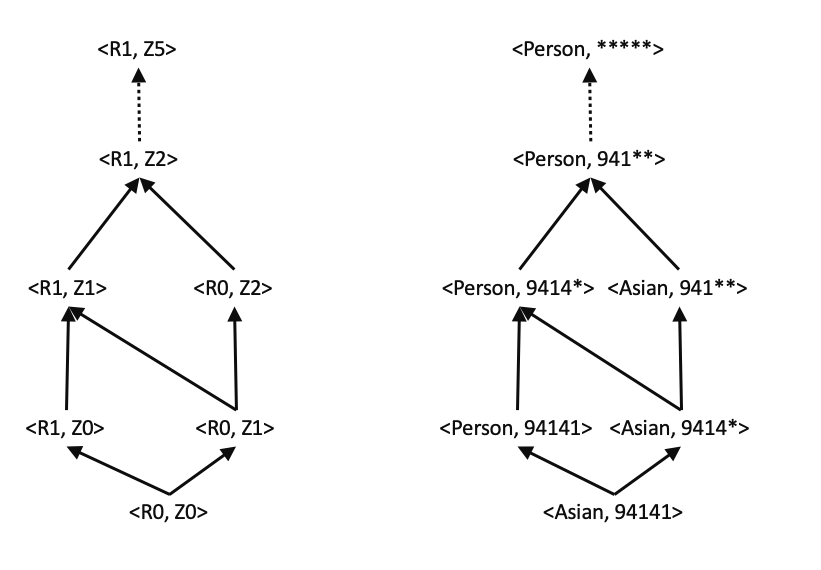 <R1, Z5> <Person, *****>
<R1, Z2> <Person, 941**>
<R1, Z1> <R0, Z2> <Person, 9414*> <Asian, 941**>
<R1, Z0> <R0, Z1> <Person, 94141> <Asian, 9414*>
<R0, Z0> <Asian, 94141>